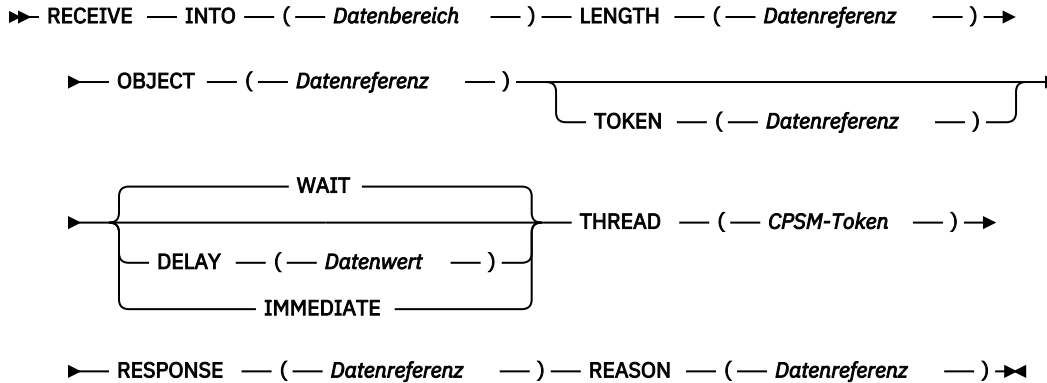 RECEIVE INTO ( Datenbereich ) LENGTH ( Datenreferenz )
OBJECT ( Datenreferenz )
TOKEN ( Datenreferenz )
WAIT
THREAD ( CPSM-Token )
DELAY ( Datenwert )
IMMEDIATE
RESPONSE ( Datenreferenz ) REASON ( Datenreferenz )